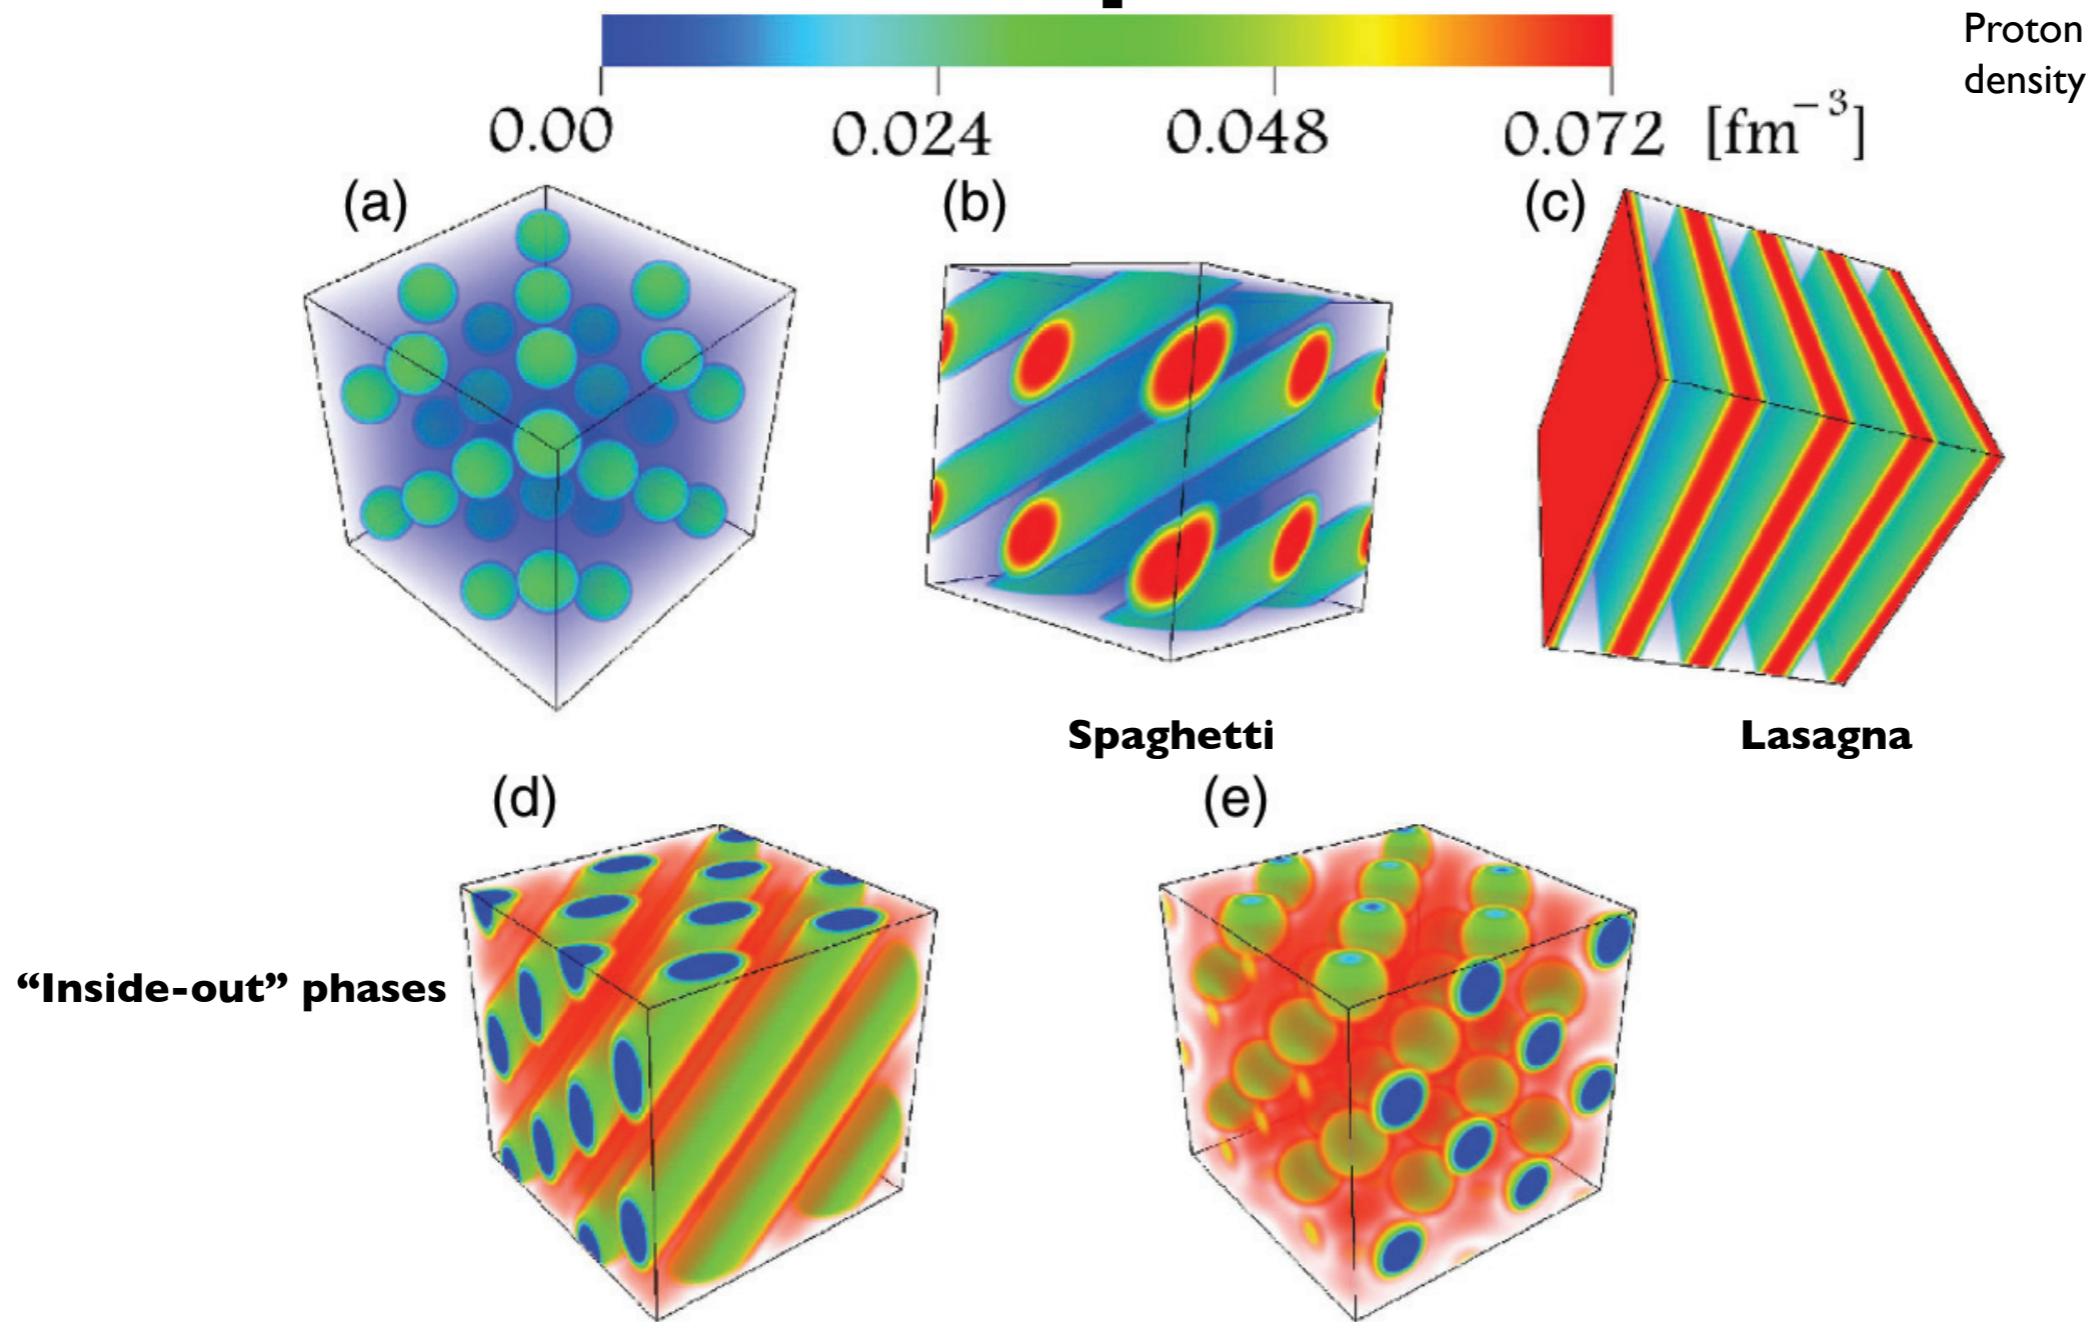 Proton
density
0.00 0.024 0.048 0.072 [fm⁻³]
(a) (b) (c)
Spaghetti Lasagna
(d) (e)
“Inside-out” phases